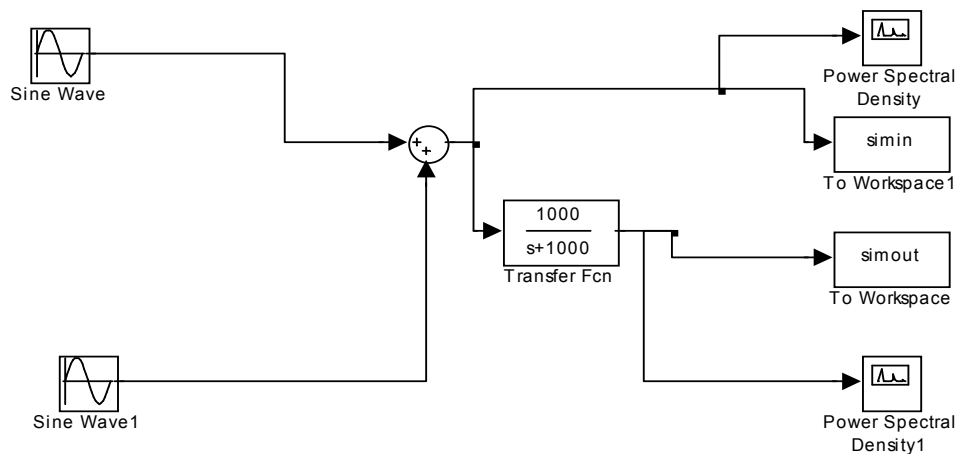 Sine Wave
+
+
Power Spectral
Density
simin
To Workspace1
1000
s+1000
Transfer Fcn
simout
To Workspace
Sine Wave1
Power Spectral
Density1